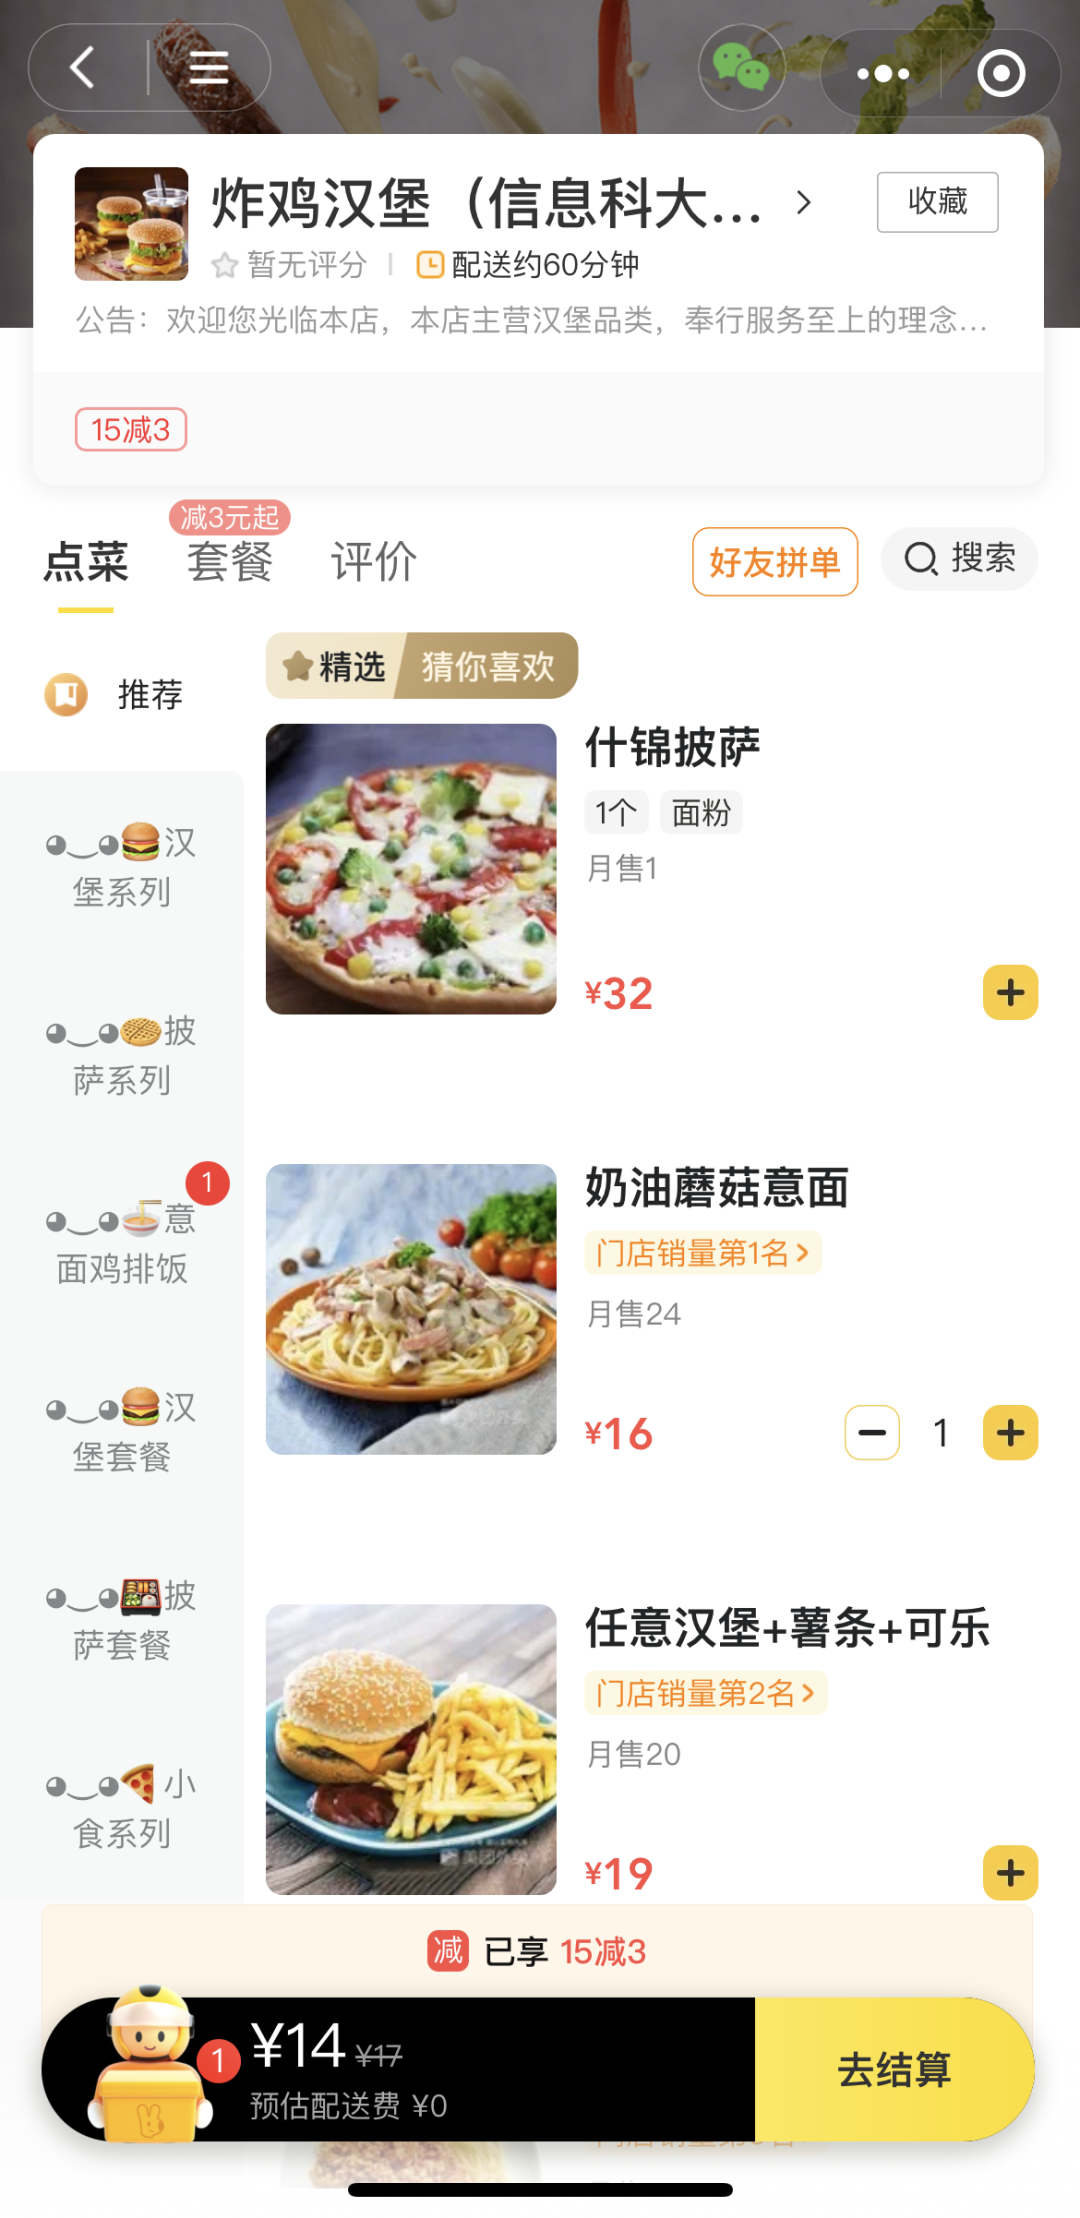 炸鸡汉堡（信息科大...
收藏
暂无评分
配送约60分钟
公告：欢迎您光临本店，本店主营汉堡品类，奉行服务至上的理念...
15减3
减3元起
点菜 套餐 评价 好友拼单 搜索
推荐
精选 猜你喜欢
◕‿◕🍔汉
堡系列
◕‿◕🧇披
萨系列
1
◕‿◕🍜意
面鸡排饭
◕‿◕🍔汉
堡套餐
◕‿◕🍱披
萨套餐
◕‿◕🍕小
食系列
什锦披萨
1个 面粉
月售1
¥32
奶油蘑菇意面
门店销量第1名
月售24
¥16
1
任意汉堡+薯条+可乐
门店销量第2名
月售20
¥19
减 已享 15减3
1
¥14 ¥17
预估配送费 ¥0
去结算